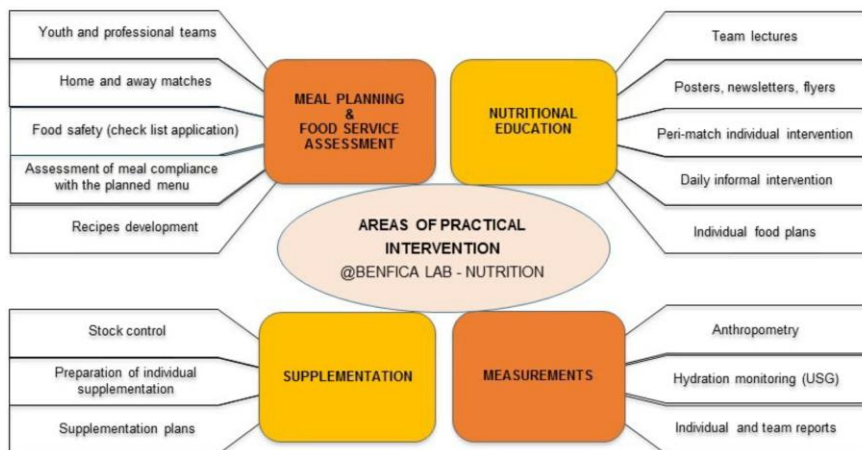 Youth and professional teams
Home and away matches
Food safety (check list application)
Assessment of meal compliance
with the planned menu
Recipes development
MEAL PLANNING
&
FOOD SERVICE
ASSESSMENT
NUTRITIONAL
EDUCATION
Team lectures
Posters, newsletters, flyers
Peri-match individual intervention
Daily informal intervention
Individual food plans
AREAS OF PRACTICAL
INTERVENTION
@BENFICA LAB - NUTRITION
Stock control
Preparation of individual
supplementation
Supplementation plans
SUPPLEMENTATION
MEASUREMENTS
Anthropometry
Hydration monitoring (USG)
Individual and team reports